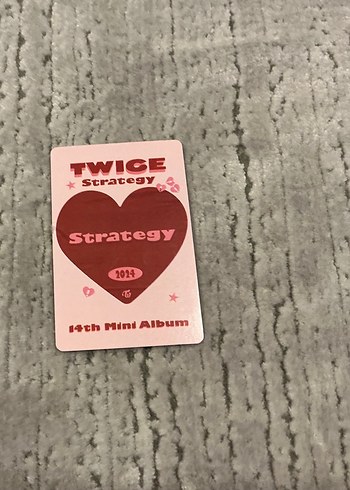 TWICE
Strategy
Strategy
2024
14th Mini Album